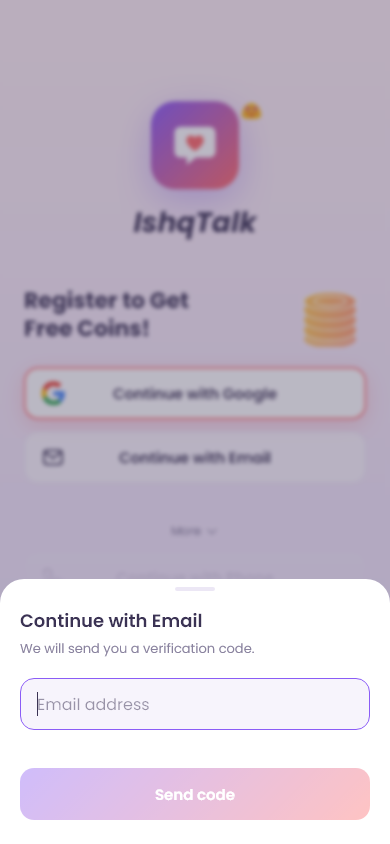 IshqTalk
Register to Get
Free Coins!
Continue with Google
Continue with Email
More
Continue with Email
We will send you a verification code.
Email address
Send code